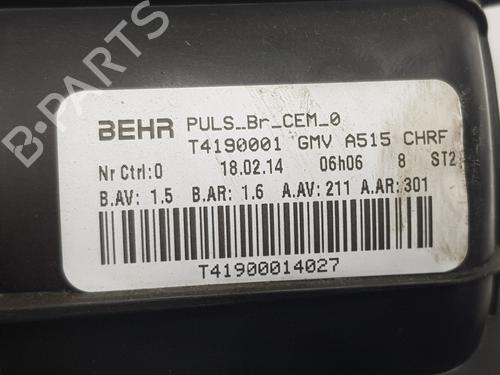 B-PARTS
BEHR PULS_Br_CEM_0
T4190001 GMV A515 CHRF
Nr Ctrl:0 18.02.14 06h06 8 ST2
B.AV: 1.5 B.AR: 1.6 A.AV: 211 A.AR: 301
T41900014027